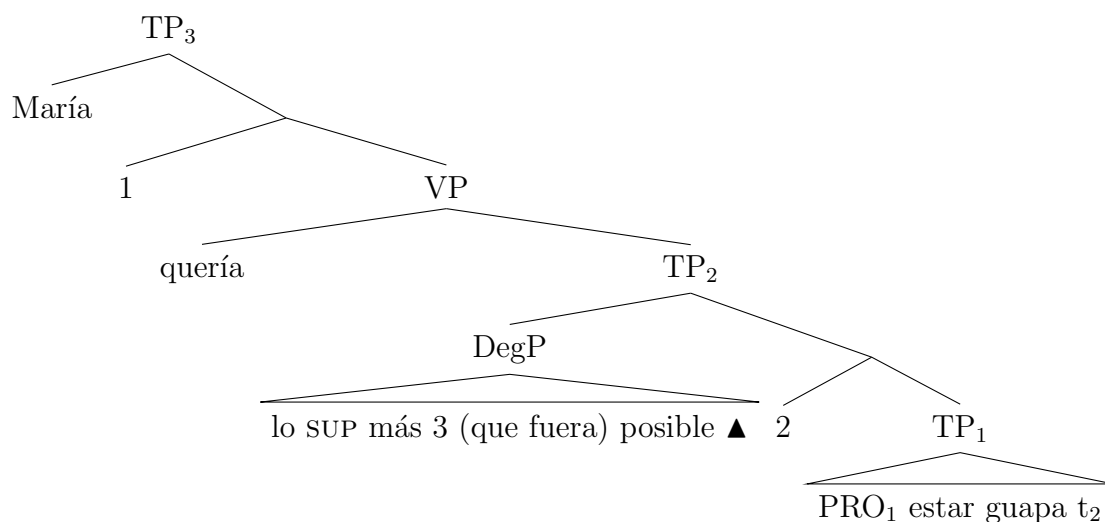 TP₃
María
1 VP
quería TP₂
DegP
lo SUP más 3 (que fuera) posible ▲ 2 TP₁
PRO₁ estar guapa t₂